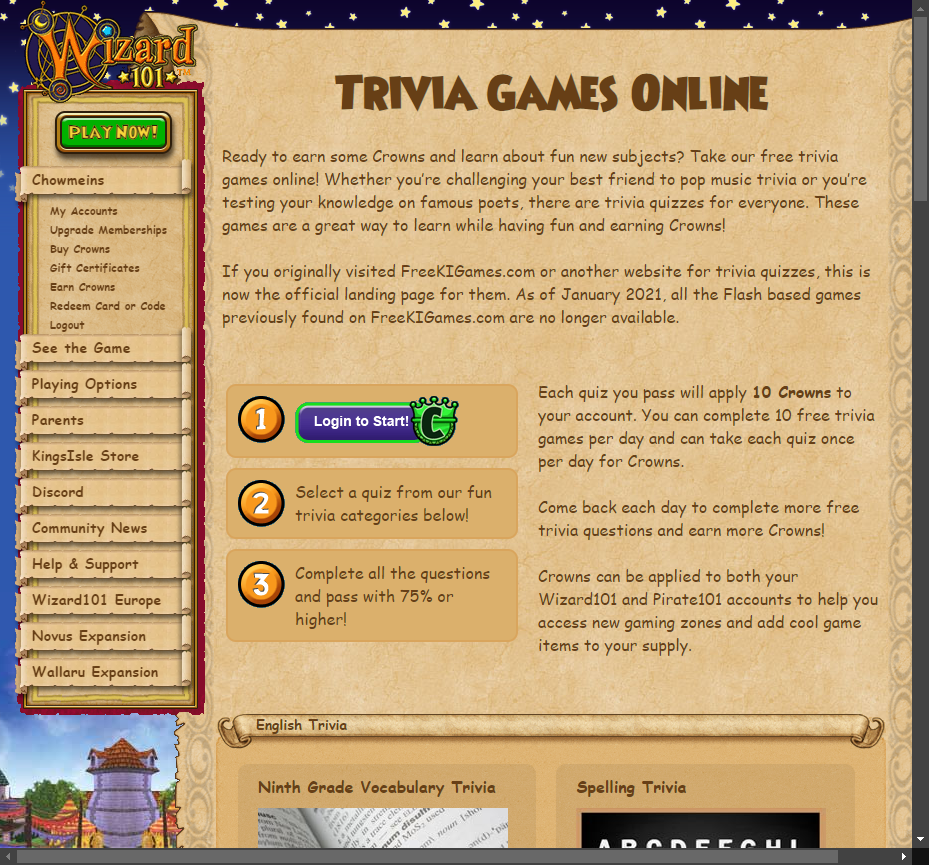 Wizard
101
TM
PLAY NOW!
Chowmeins
My Accounts
Upgrade Memberships
Buy Crowns
Gift Certificates
Earn Crowns
Redeem Card or Code
Logout
See the Game
Playing Options
Parents
KingsIsle Store
Discord
Community News
Help & Support
Wizard101 Europe
Novus Expansion
Wallaru Expansion
Trivia Games Online
Ready to earn some Crowns and learn about fun new subjects? Take our free trivia
games online! Whether you're challenging your best friend to pop music trivia or you're
testing your knowledge on famous poets, there are trivia quizzes for everyone. These
games are a great way to learn while having fun and earning Crowns!
If you originally visited FreeKIGames.com or another website for trivia quizzes, this is
now the official landing page for them. As of January 2021, all the Flash based games
previously found on FreeKIGames.com are no longer available.
1
Login to Start!
C
2
Select a quiz from our fun
trivia categories below!
3
Complete all the questions
and pass with 75% or
higher!
Each quiz you pass will apply 10 Crowns to
your account. You can complete 10 free trivia
games per day and can take each quiz once
per day for Crowns.
Come back each day to complete more free
trivia questions and earn more Crowns!
Crowns can be applied to both your
Wizard101 and Pirate101 accounts to help you
access new gaming zones and add cool game
items to your supply.
English Trivia
Ninth Grade Vocabulary Trivia
Spelling Trivia
A B C D E F G H I